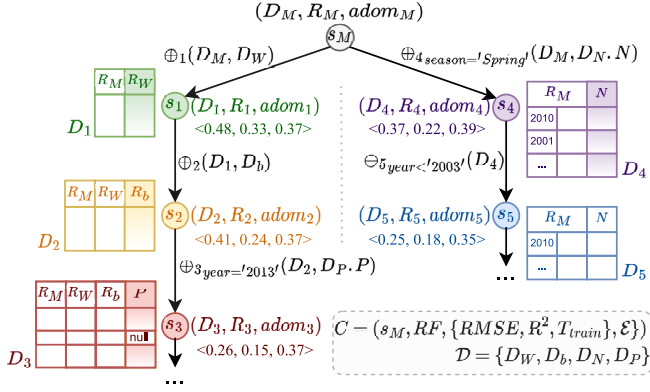 (D_M, R_M, adom_M)
s_M
⊕_1(D_M, D_W)
⊕_4 season='Spring'(D_M, D_N.N)
R_M R_W
D_1
s_1 (D_1, R_1, adom_1)
<0.48, 0.33, 0.37>
s_4
(D_4, R_4, adom_4)
<0.37, 0.22, 0.39>
R_M N
2010
2001
...
D_4
⊕_2(D_1, D_b)
⊖_5 year<'2003'(D_4)
R_M R_W R_b
D_2
s_2 (D_2, R_2, adom_2)
<0.41, 0.24, 0.37>
(D_5, R_5, adom_5)
<0.25, 0.18, 0.35>
s_5
...
R_M N
2010
...
D_5
⊕_3 year='2013'(D_2, D_P.P)
R_M R_W R_b P
null
D_3
s_3 (D_3, R_3, adom_3)
<0.26, 0.15, 0.37>
...
C−(s_M, RF, {RMSE, R², T_train}, ℰ})
𝒟={D_W, D_b, D_N, D_P}